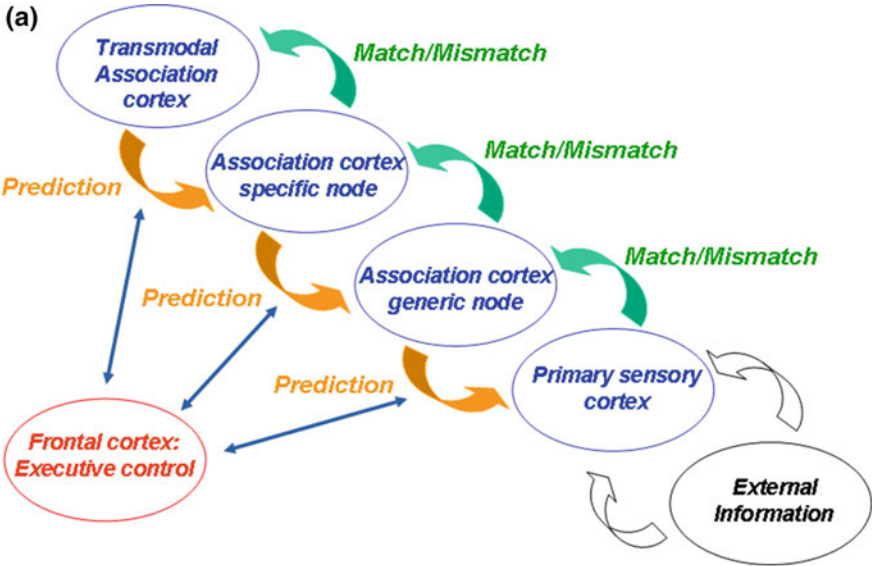 (a)
Transmodal
Association
cortex
Match/Mismatch
Association cortex
specific node
Match/Mismatch
Prediction
Association cortex
generic node
Match/Mismatch
Prediction
Primary sensory
cortex
Prediction
Frontal cortex:
Executive control
External
Information